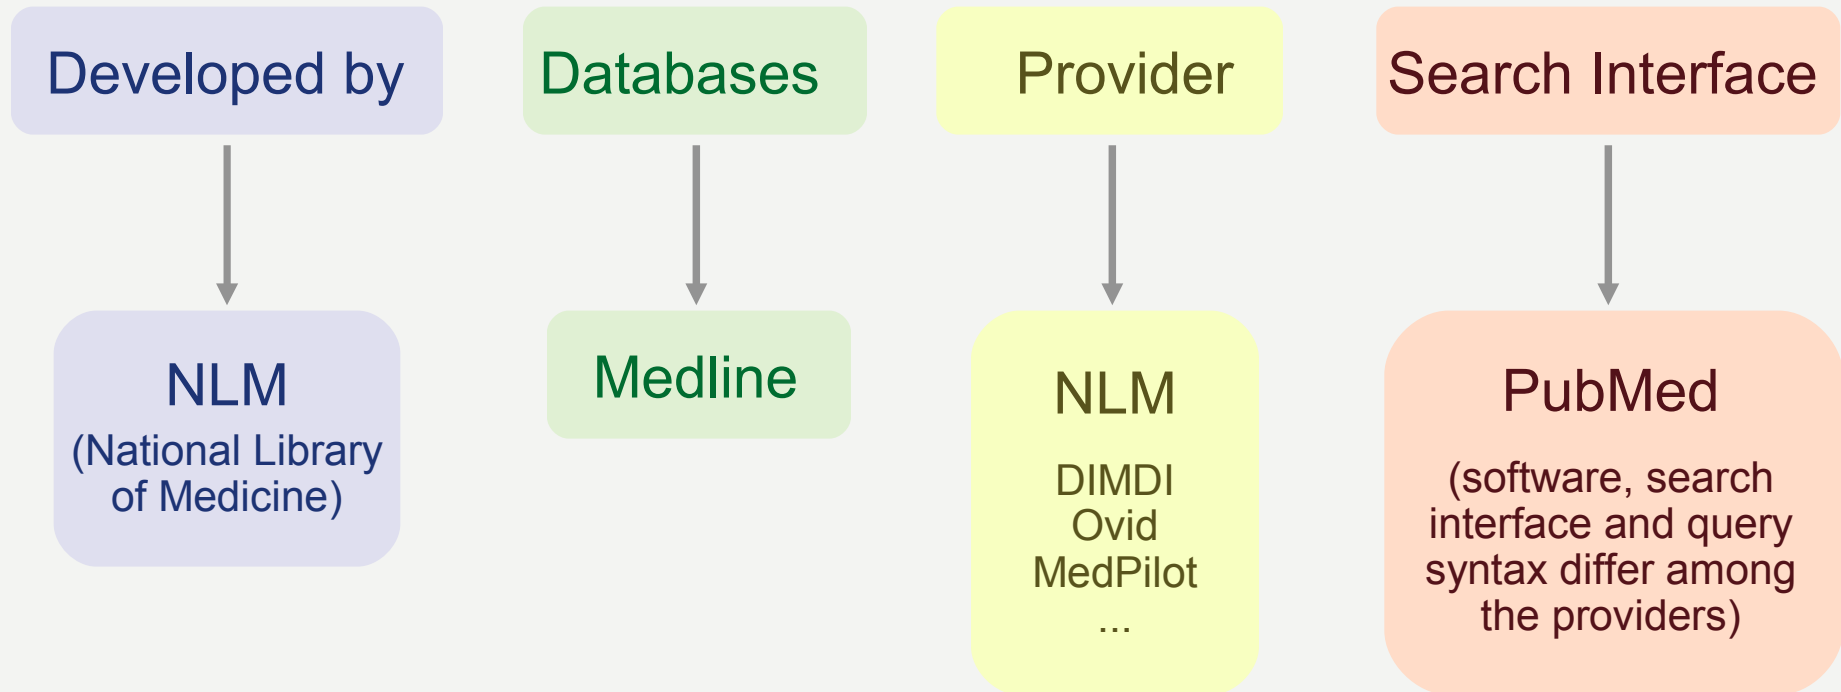 Developed by
Databases
Provider
Search Interface
NLM
(National Library
of Medicine)
Medline
NLM
DIMDI
Ovid
MedPilot
...
PubMed
(software, search
interface and query
syntax differ among
the providers)